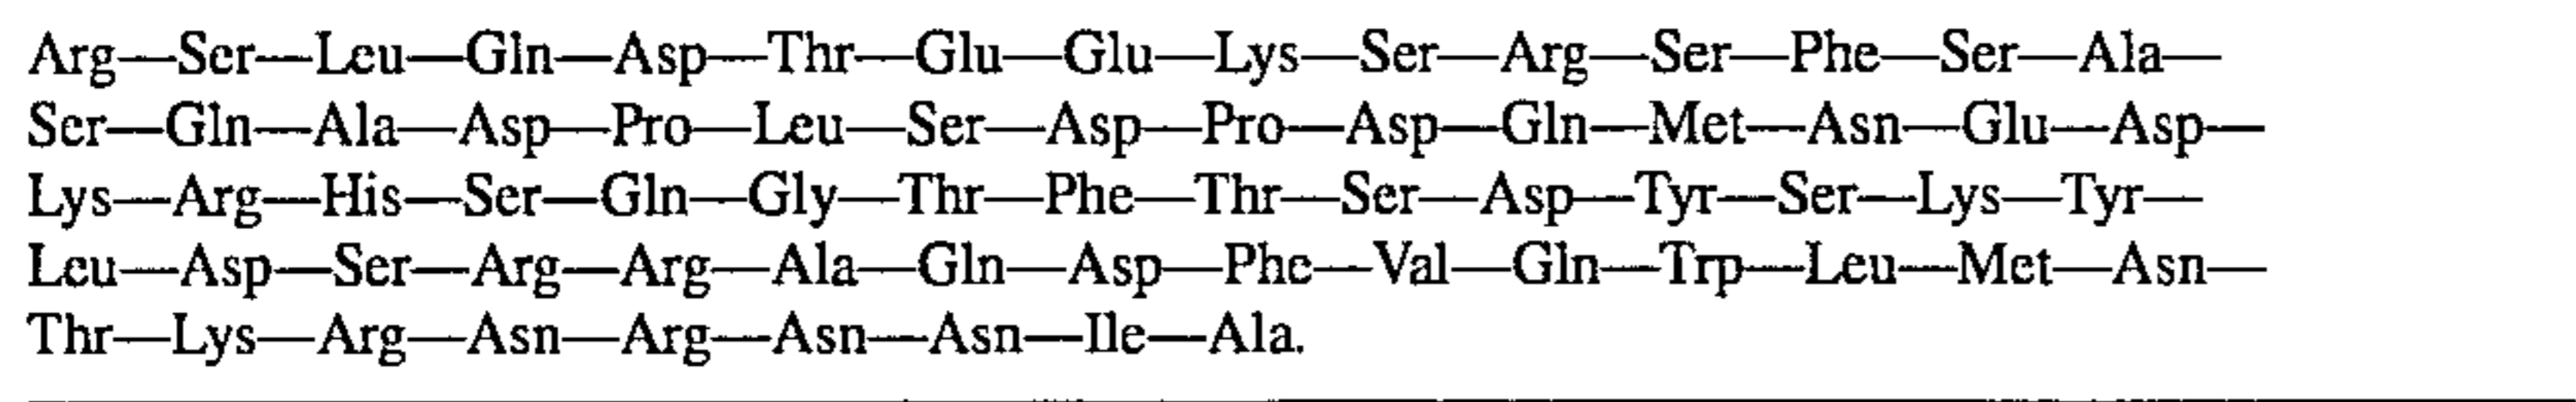 Arg—Ser—Leu—Gln—Asp—Thr—Glu—Glu—Lys—Ser—Arg—Ser—Phe—Ser—Ala—
Ser—Gln—Ala—Asp—Pro—Leu—Ser—Asp—Pro—Asp—Gln—Met—Asn—Glu—Asp—
Lys—Arg—His—Ser—Gln—Gly—Thr—Phe—Thr—Ser—Asp—Tyr—Ser—Lys—Tyr—
Leu—Asp—Ser—Arg—Arg—Ala—Gln—Asp—Phe—Val—Gln—Trp—Leu—Met—Asn—
Thr—Lys—Arg—Asn—Arg—Asn—Asn—Ile—Ala.